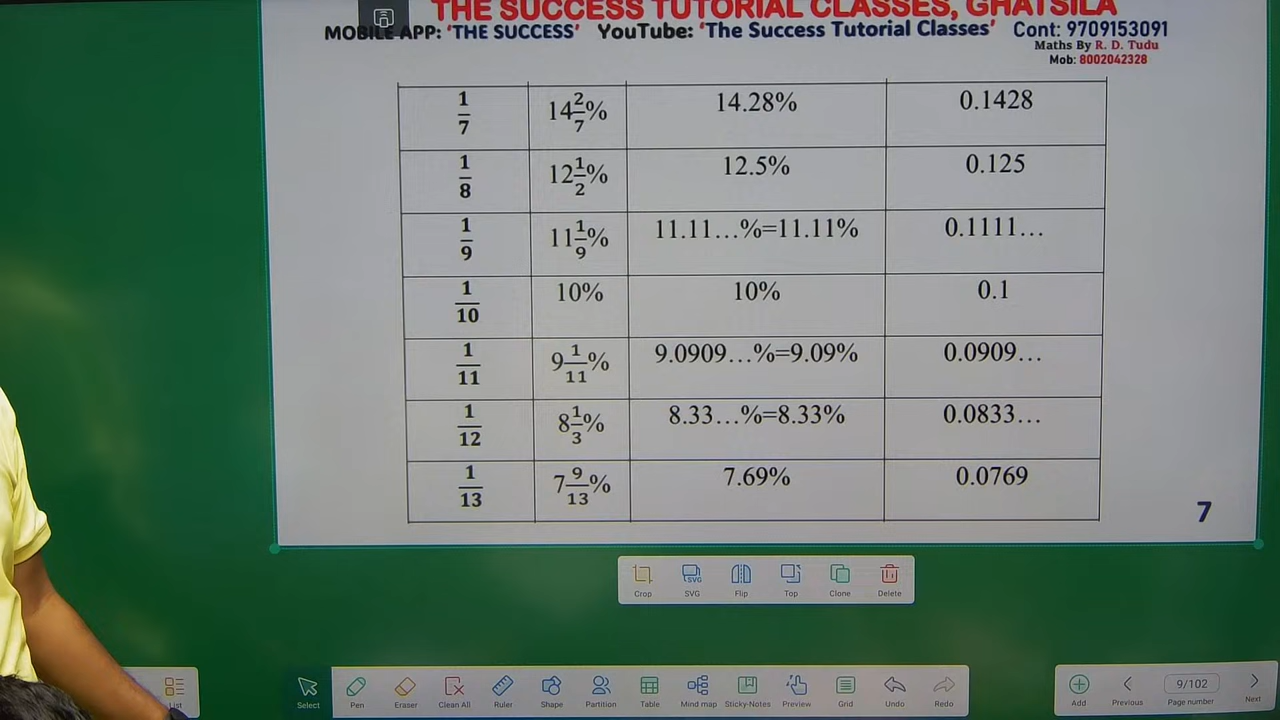 THE SUCCESS TUTORIAL CLASSES, GHATSILA
MOBILE APP: 'THE SUCCESS' YouTube: 'The Success Tutorial Classes' Cont: 9709153091
Maths By R. D. Tudu
Mob: 8002042328
1/7 14 2/7% 14.28% 0.1428
1/8 12 1/2% 12.5% 0.125
1/9 11 1/9% 11.11...%=11.11% 0.1111...
1/10 10% 10% 0.1
1/11 9 1/11% 9.0909...%=9.09% 0.0909...
1/12 8 1/3% 8.33...%=8.33% 0.0833...
1/13 7 9/13% 7.69% 0.0769
7
Crop SVG Flip Top Clone Delete
List Select Pen Eraser Clean All Ruler Shape Partition Table Mind map Sticky-Notes Preview Grid Undo Redo Add Previous 9/102 Page number Next